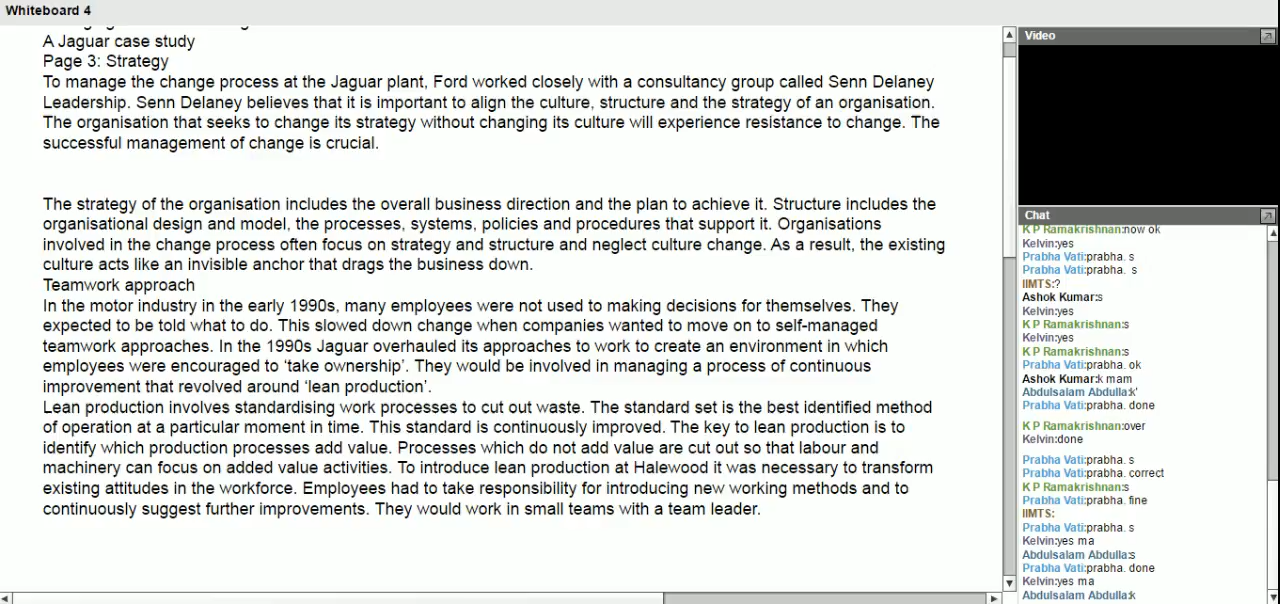 Whiteboard 4
A Jaguar case study
Page 3: Strategy
To manage the change process at the Jaguar plant, Ford worked closely with a consultancy group called Senn Delaney
Leadership. Senn Delaney believes that it is important to align the culture, structure and the strategy of an organisation.
The organisation that seeks to change its strategy without changing its culture will experience resistance to change. The
successful management of change is crucial.
The strategy of the organisation includes the overall business direction and the plan to achieve it. Structure includes the
organisational design and model, the processes, systems, policies and procedures that support it. Organisations
involved in the change process often focus on strategy and structure and neglect culture change. As a result, the existing
culture acts like an invisible anchor that drags the business down.
Teamwork approach
In the motor industry in the early 1990s, many employees were not used to making decisions for themselves. They
expected to be told what to do. This slowed down change when companies wanted to move on to self-managed
teamwork approaches. In the 1990s Jaguar overhauled its approaches to work to create an environment in which
employees were encouraged to ‘take ownership’. They would be involved in managing a process of continuous
improvement that revolved around ‘lean production’.
Lean production involves standardising work processes to cut out waste. The standard set is the best identified method
of operation at a particular moment in time. This standard is continuously improved. The key to lean production is to
identify which production processes add value. Processes which do not add value are cut out so that labour and
machinery can focus on added value activities. To introduce lean production at Halewood it was necessary to transform
existing attitudes in the workforce. Employees had to take responsibility for introducing new working methods and to
continuously suggest further improvements. They would work in small teams with a team leader.
Video
Chat
K P Ramakrishnan:now ok
Kelvin:yes
Prabha Vati:prabha. s
Prabha Vati:prabha. s
IIMTS:?
Ashok Kumar:s
Kelvin:yes
K P Ramakrishnan:s
Kelvin:yes
K P Ramakrishnan:s
Prabha Vati:prabha. ok
Ashok Kumar:k mam
Abdulsalam Abdulla:k'
Prabha Vati:prabha. done
K P Ramakrishnan:over
Kelvin:done
Prabha Vati:prabha. s
Prabha Vati:prabha. correct
K P Ramakrishnan:s
Prabha Vati:prabha. fine
IIMTS:
Prabha Vati:prabha. s
Kelvin:yes ma
Abdulsalam Abdulla:s
Prabha Vati:prabha. done
Kelvin:yes ma
Abdulsalam Abdulla:k